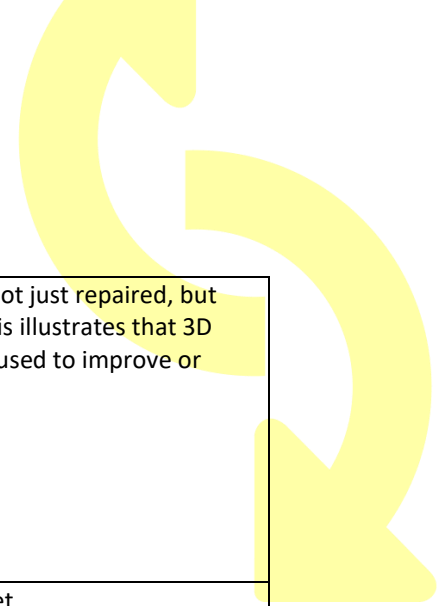 ot just repaired, but
is illustrates that 3D
used to improve or
et